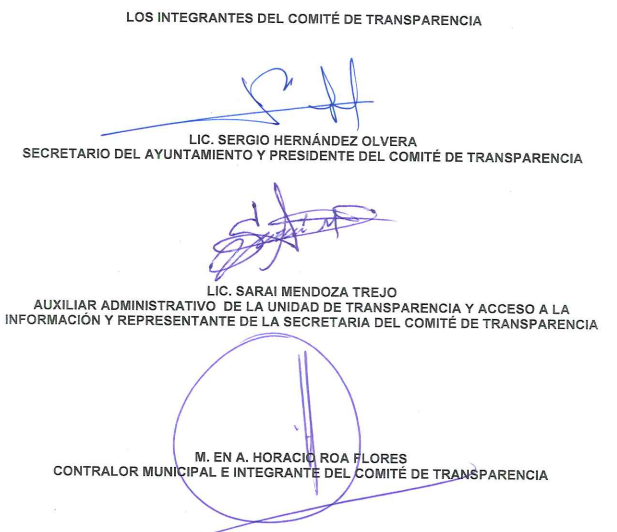 LOS INTEGRANTES DEL COMITÉ DE TRANSPARENCIA
LIC. SERGIO HERNÁNDEZ OLVERA
SECRETARIO DEL AYUNTAMIENTO Y PRESIDENTE DEL COMITÉ DE TRANSPARENCIA
LIC. SARAI MENDOZA TREJO
AUXILIAR ADMINISTRATIVO DE LA UNIDAD DE TRANSPARENCIA Y ACCESO A LA
INFORMACIÓN Y REPRESENTANTE DE LA SECRETARIA DEL COMITÉ DE TRANSPARENCIA
M. EN A. HORACIO ROA FLORES
CONTRALOR MUNICIPAL E INTEGRANTE DEL COMITÉ DE TRANSPARENCIA